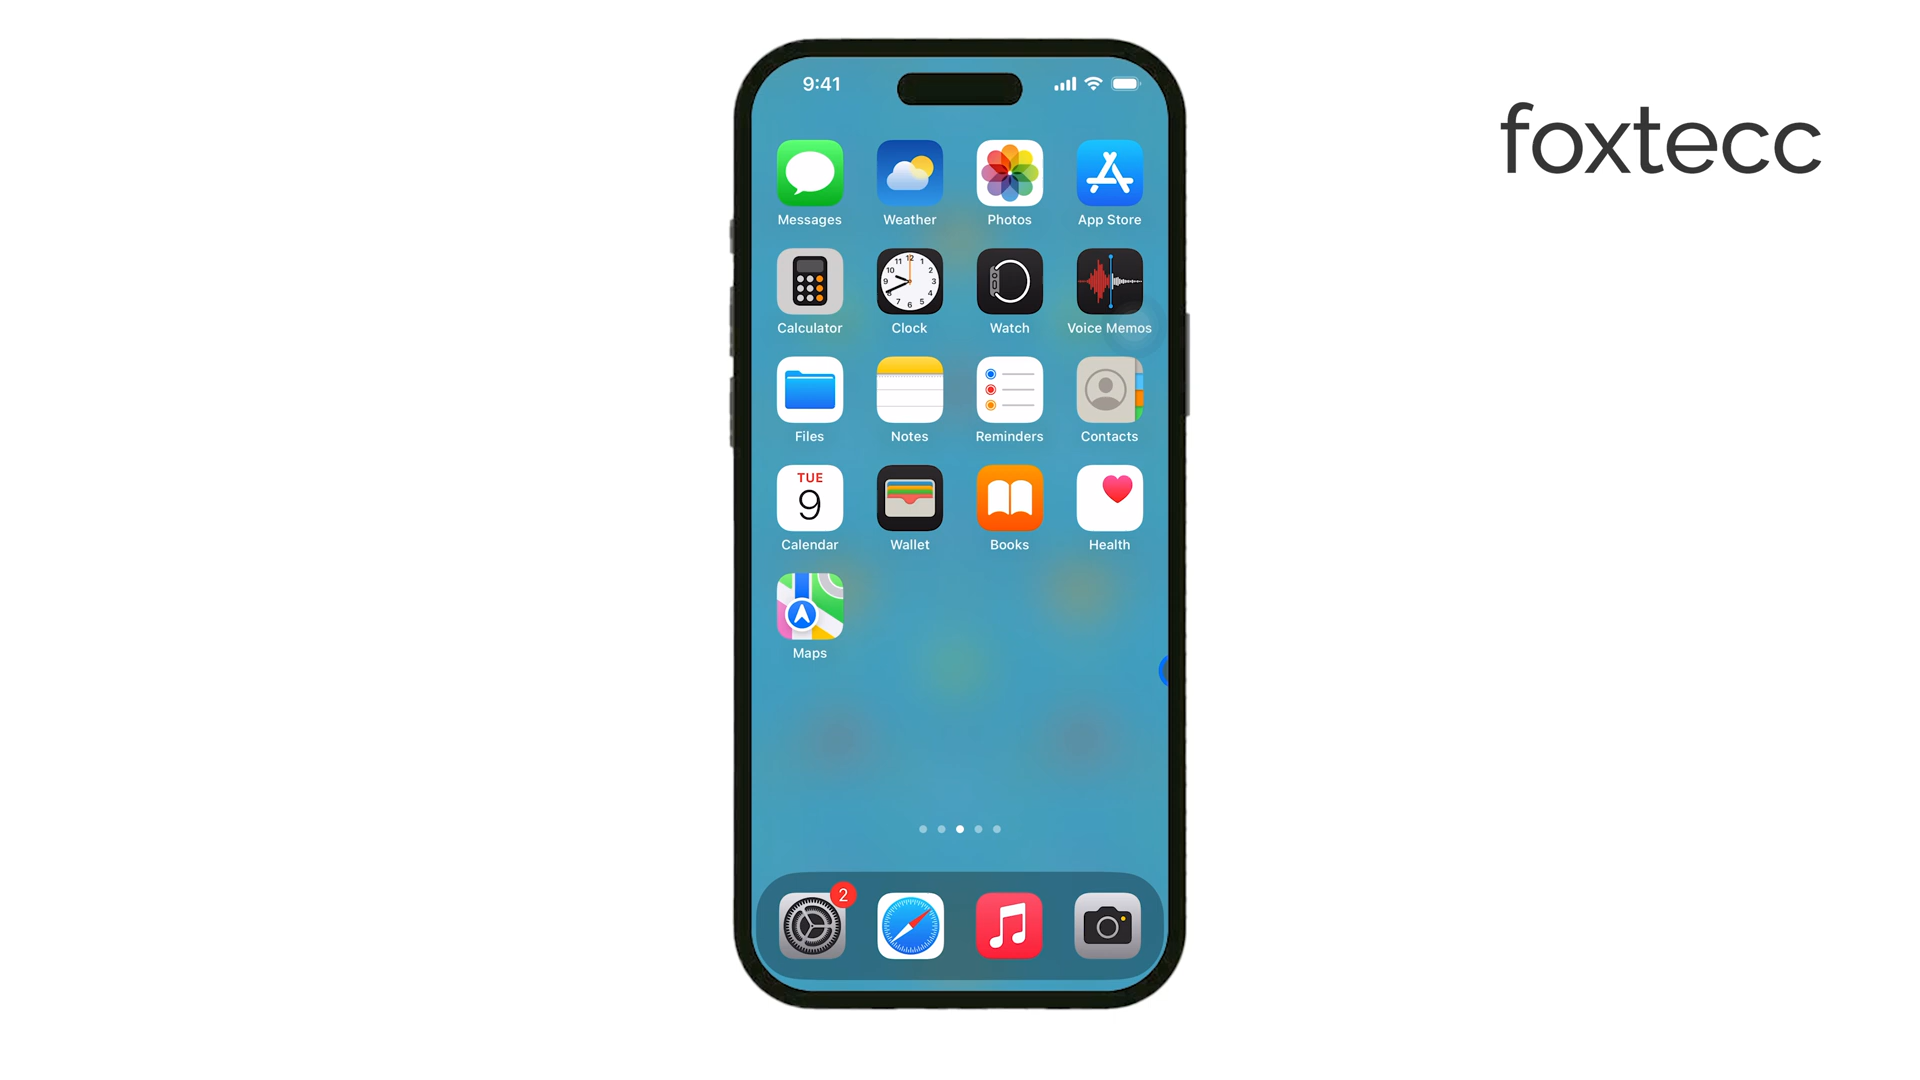 foxtecc
9:41
Messages Weather Photos App Store
Calculator Clock Watch Voice Memos
Files Notes Reminders Contacts
TUE
9
Calendar Wallet Books Health
Maps
2